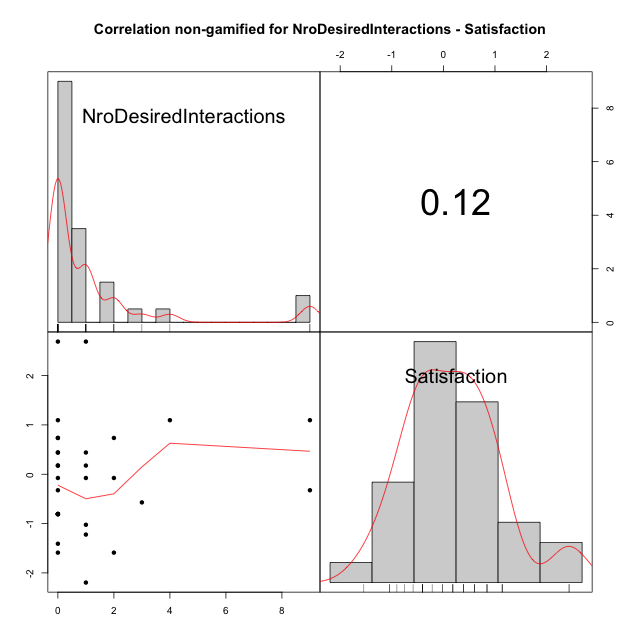 Correlation non-gamified for NroDesiredInteractions - Satisfaction
-2 -1 0 1 2
NroDesiredInteractions
0.12
8
6
4
2
0
Satisfaction
2
1
0
-1
-2
0 2 4 6 8